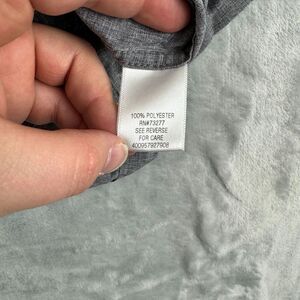 100% POLYESTER
RN#73277
SEE REVERSE
FOR CARE
400957927908